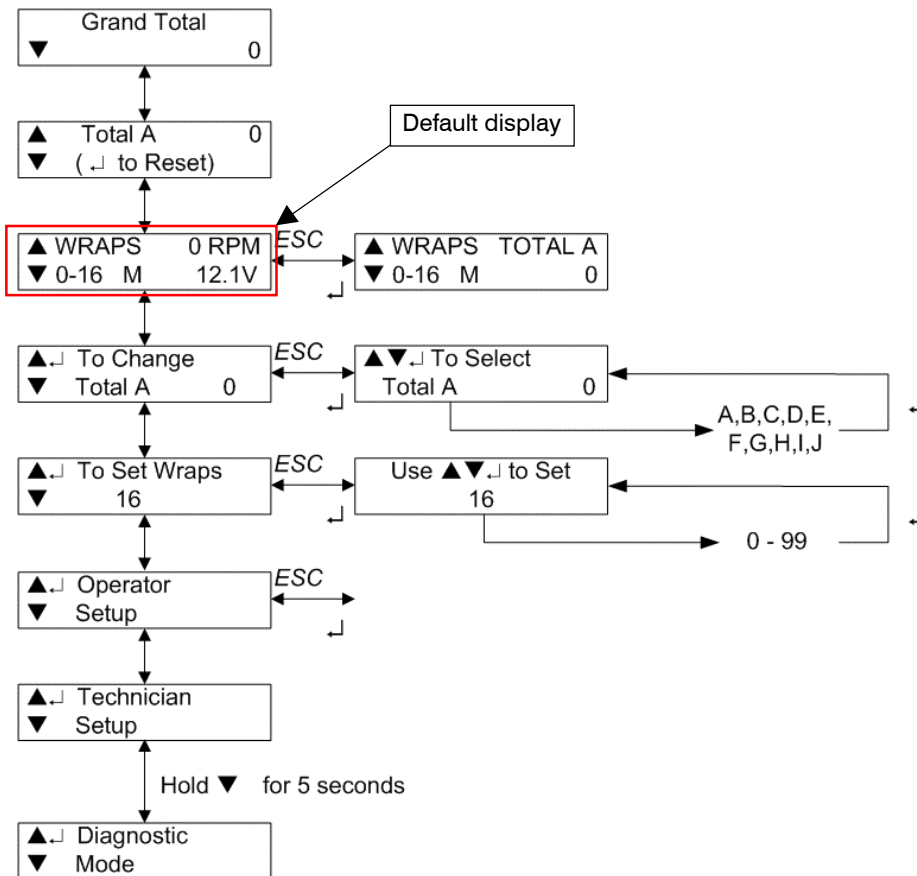 Grand Total
▼ 0
Default display
▲ Total A 0
▼ (↵ to Reset)
▲ WRAPS 0 RPM
▼ 0-16 M 12.1V
ESC
↵
▲ WRAPS TOTAL A
▼ 0-16 M 0
▲↵ To Change
▼ Total A 0
ESC
↵
▲▼↵ To Select
Total A 0
A,B,C,D,E,
F,G,H,I,J
↵
▲↵ To Set Wraps
▼ 16
ESC
↵
Use ▲▼↵ to Set
16
0 - 99
↵
▲↵ Operator
▼ Setup
ESC
↵
▲↵ Technician
▼ Setup
Hold ▼ for 5 seconds
▲↵ Diagnostic
▼ Mode